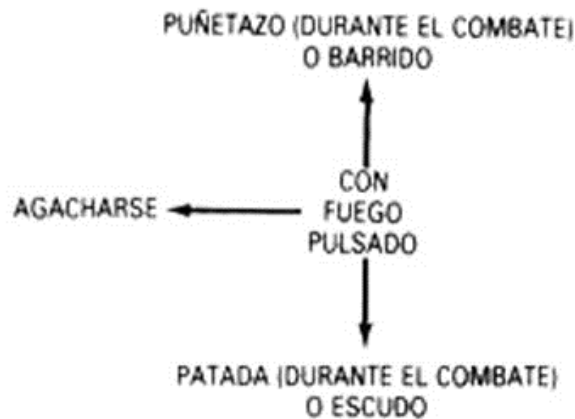 PUÑETAZO (DURANTE EL COMBATE)
O BARRIDO
CON
FUEGO
PULSADO
AGACHARSE
PATADA (DURANTE EL COMBATE)
O ESCUDO